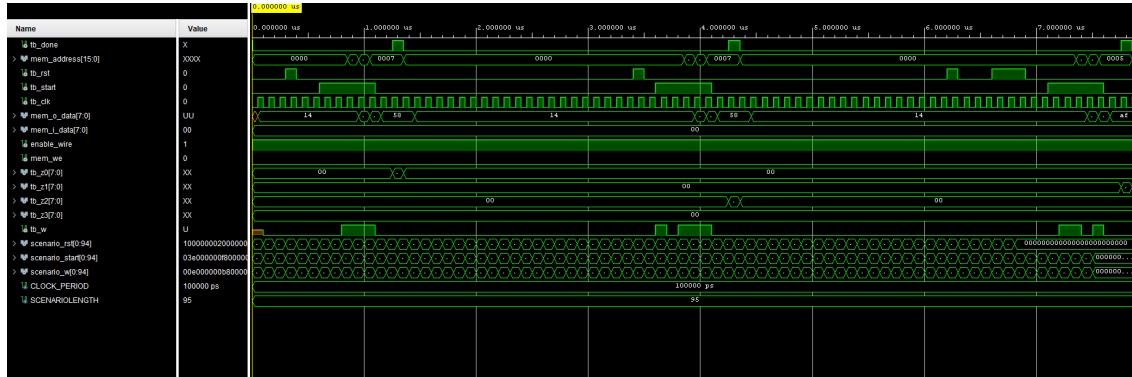 0.000000 us
Name Value 0.000000 us 1.000000 us 2.000000 us 3.000000 us 4.000000 us 5.000000 us 6.000000 us 7.000000 us
tb_done X
mem_address[15:0] XXXX 0000 0007 0000 0007 0000 0005
tb_rst 0
tb_start 0
tb_clk 0
mem_o_data[7:0] UU 14 58 14 58 14 af
mem_i_data[7:0] 00 00
enable_wire 1
mem_we 0
tb_z0[7:0] XX 00 00
tb_z1[7:0] XX 00
tb_z2[7:0] XX 00 00
tb_z3[7:0] XX 00
tb_w U
scenario_rst[0:94] 100000002000000 000000000000000000000000
scenario_start[0:94] 03e000000f80000 000000...
scenario_w[0:94] 00e000000b80000 000000...
CLOCK_PERIOD 100000 ps 100000 ps
SCENARIOLENGTH 95 95